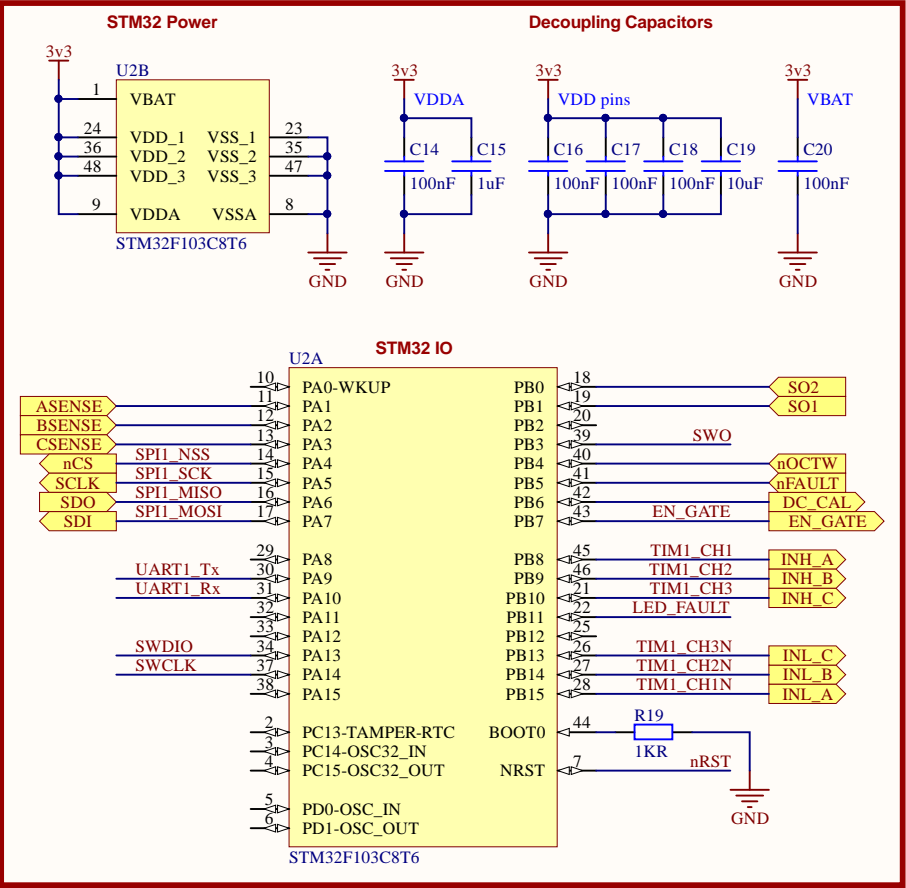 STM32 Power
Decoupling Capacitors
3v3
U2B
1 VBAT
24 VDD_1 VSS_1 23
36 VDD_2 VSS_2 35
48 VDD_3 VSS_3 47
9 VDDA VSSA 8
STM32F103C8T6
GND
3v3
VDDA
C14 C15
100nF 1uF
GND
3v3
VDD pins
C16 C17 C18 C19
100nF 100nF 100nF 10uF
GND
3v3
VBAT
C20
100nF
GND
STM32 IO
U2A
10 PA0-WKUP PB0 18 SO2
ASENSE 11 PA1 PB1 19 SO1
BSENSE 12 PA2 PB2 20
CSENSE 13 PA3 PB3 39 SWO
nCS SPI1_NSS 14 PA4 PB4 40 nOCTW
SCLK SPI1_SCK 15 PA5 PB5 41 nFAULT
SDO SPI1_MISO 16 PA6 PB6 42 DC_CAL
SDI SPI1_MOSI 17 PA7 PB7 43 EN_GATE EN_GATE
29 PA8 PB8 45 TIM1_CH1 INH_A
UART1_Tx 30 PA9 PB9 46 TIM1_CH2 INH_B
UART1_Rx 31 PA10 PB10 21 TIM1_CH3 INH_C
32 PA11 PB11 22 LED_FAULT
33 PA12 PB12 25
SWDIO 34 PA13 PB13 26 TIM1_CH3N INL_C
SWCLK 37 PA14 PB14 27 TIM1_CH2N INL_B
38 PA15 PB15 28 TIM1_CH1N INL_A
2 PC13-TAMPER-RTC BOOT0 44 R19
3 PC14-OSC32_IN 1KR
4 PC15-OSC32_OUT NRST 7 nRST
5 PD0-OSC_IN GND
6 PD1-OSC_OUT
STM32F103C8T6